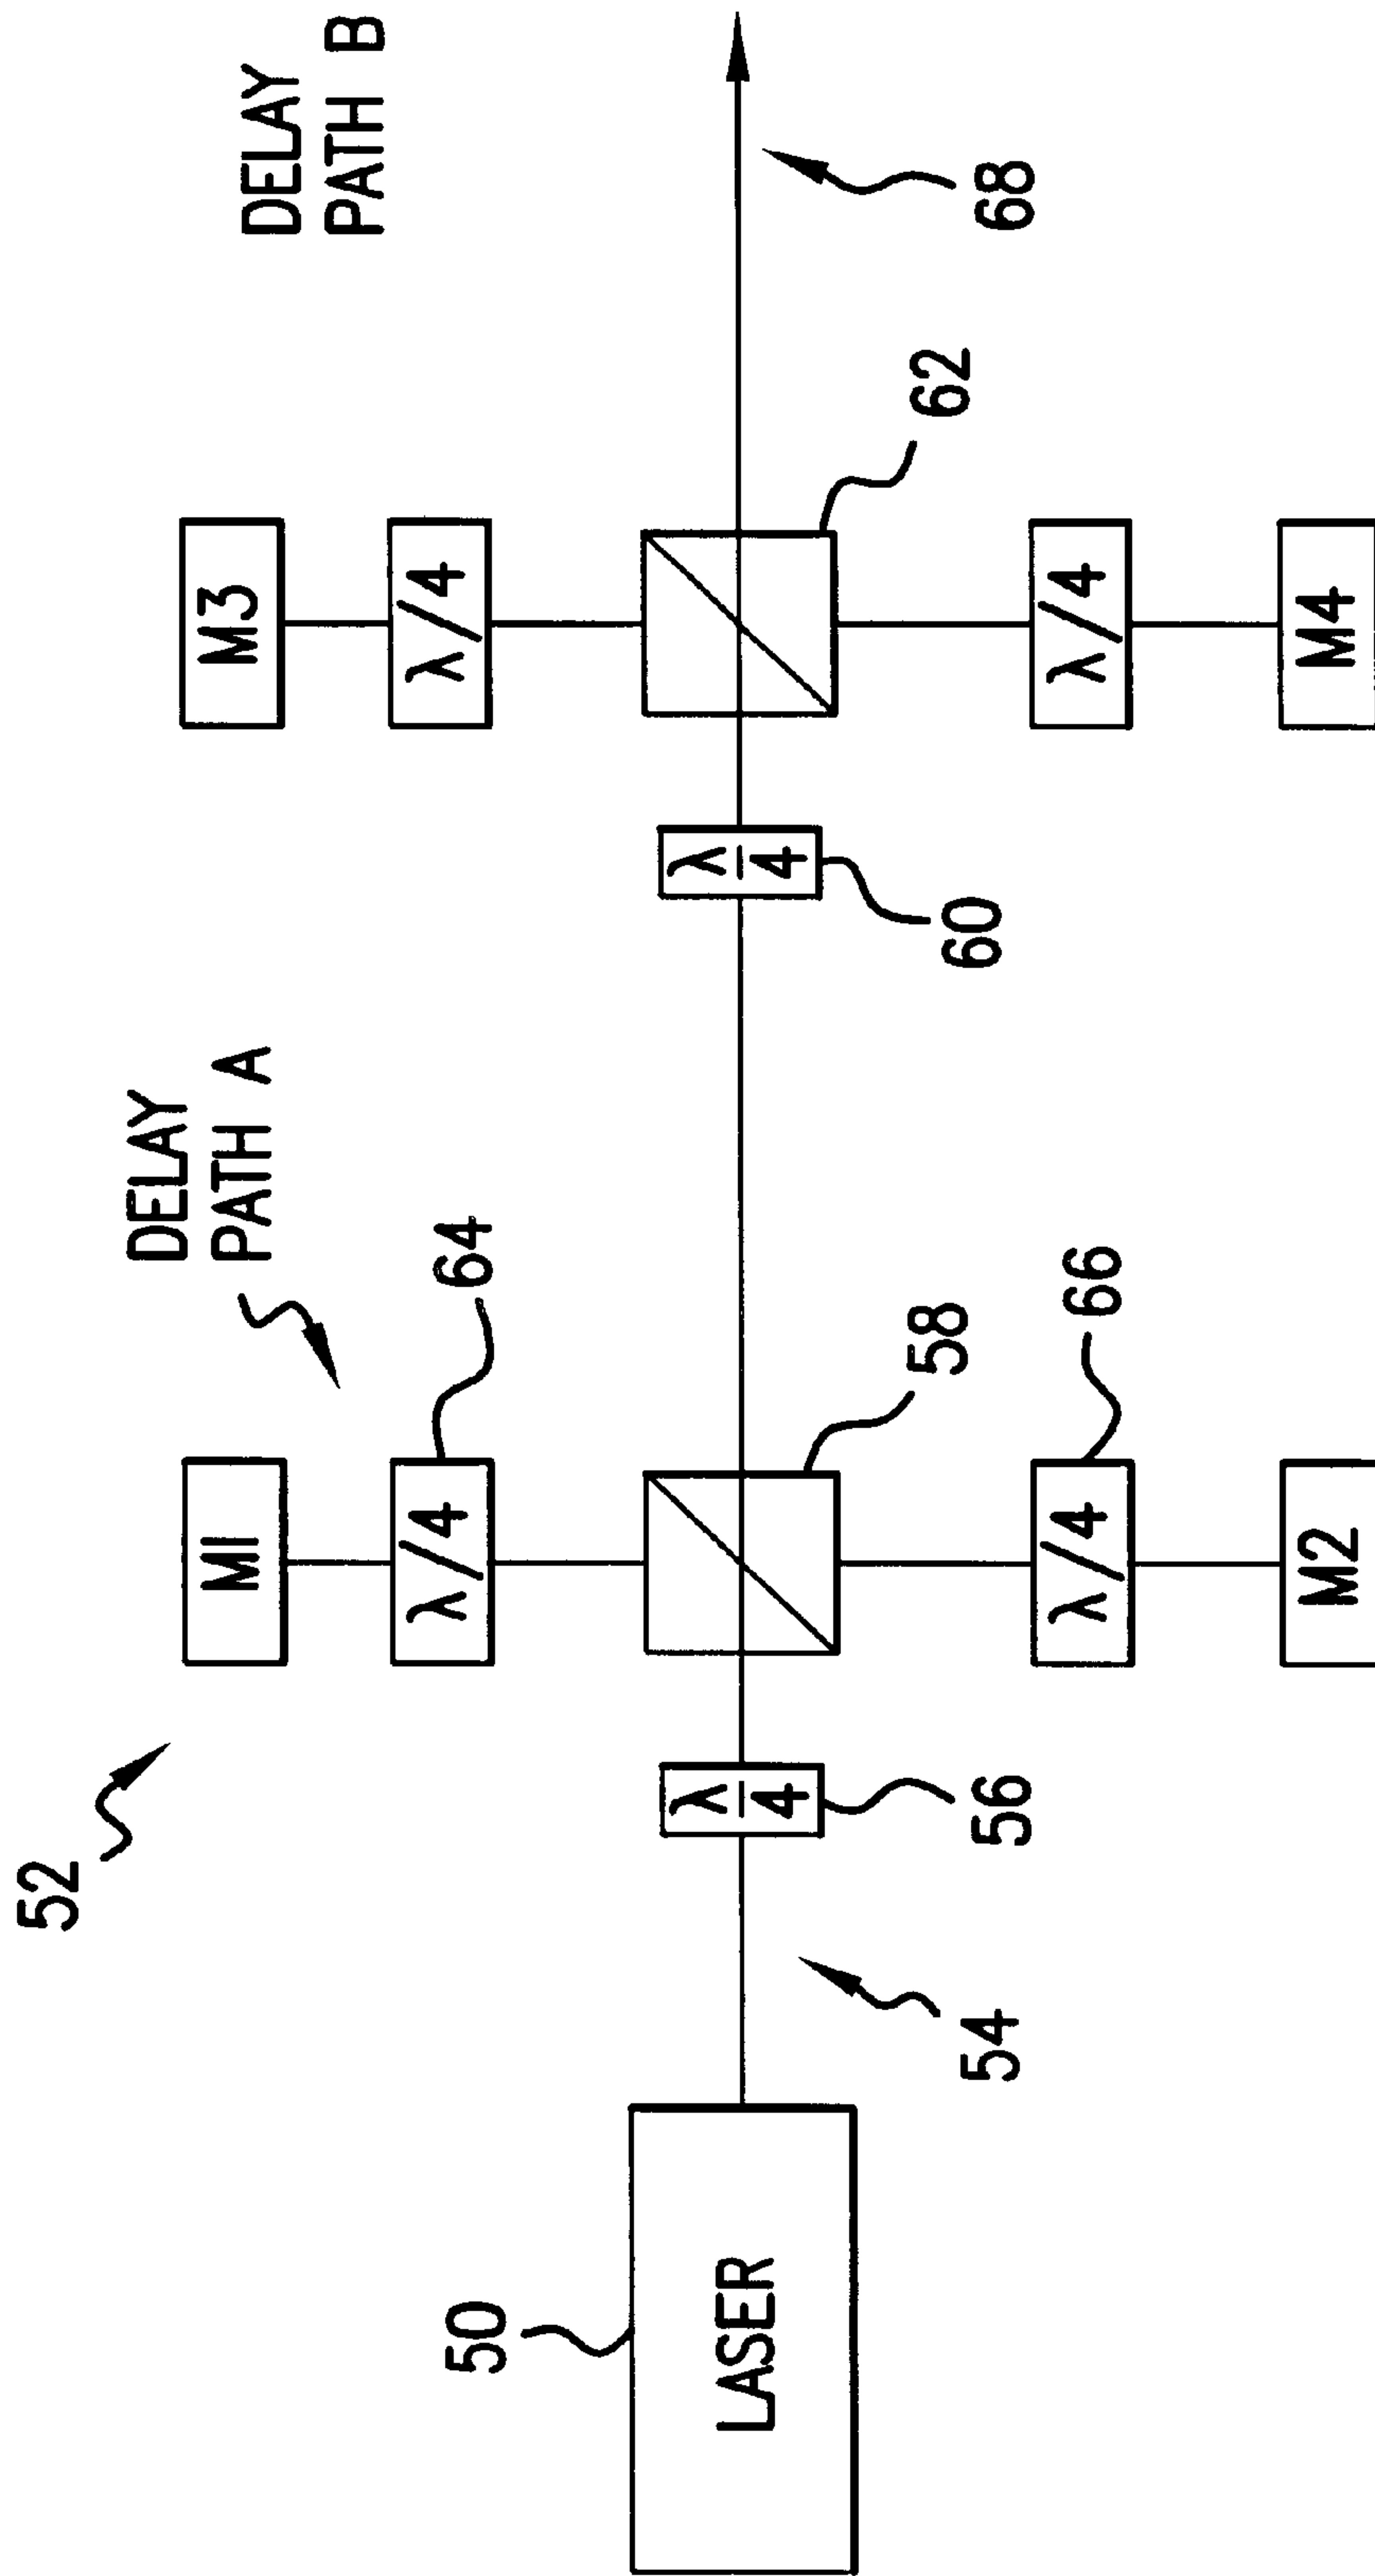 52
DELAY
PATH A
DELAY
PATH B
M1
M3
λ/4
64
λ/4
50
LASER
λ/4
λ/4
54
56
58
60
62
68
λ/4
66
λ/4
M2
M4